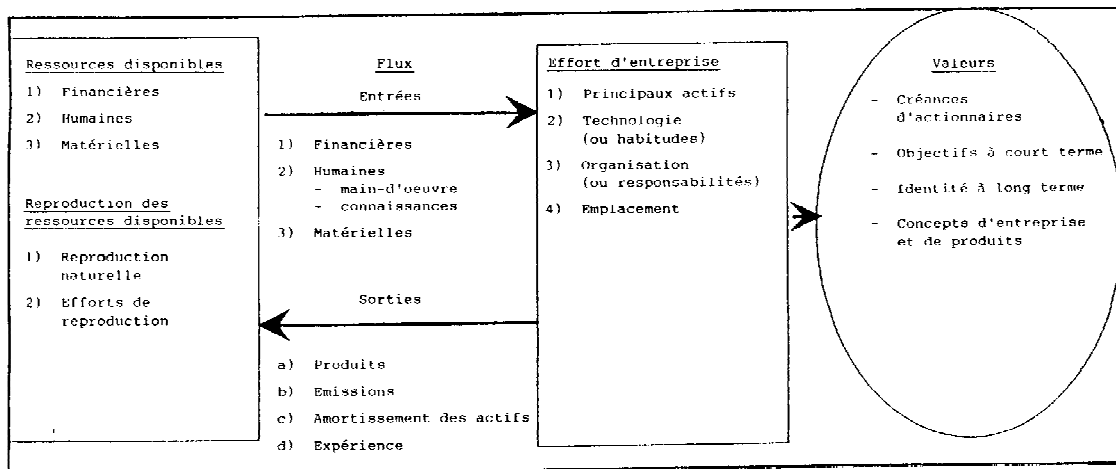 Ressources disponibles
1) Financières
2) Humaines
3) Matérielles
Reproduction des
ressources disponibles
1) Reproduction
naturelle
2) Efforts de
reproduction
Flux
Entrées
1) Financières
2) Humaines
- main-d'oeuvre
- connaissances
3) Matérielles
Sorties
a) Produits
b) Emissions
c) Amortissement des actifs
d) Expérience
Effort d'entreprise
1) Principaux actifs
2) Technologie
(ou habitudes)
3) Organisation
(ou responsabilités)
4) Emplacement
Valeurs
- Créances
d'actionnaires
- Objectifs à court terme
- Identité à long terme
- Concepts d'entreprise
et de produits